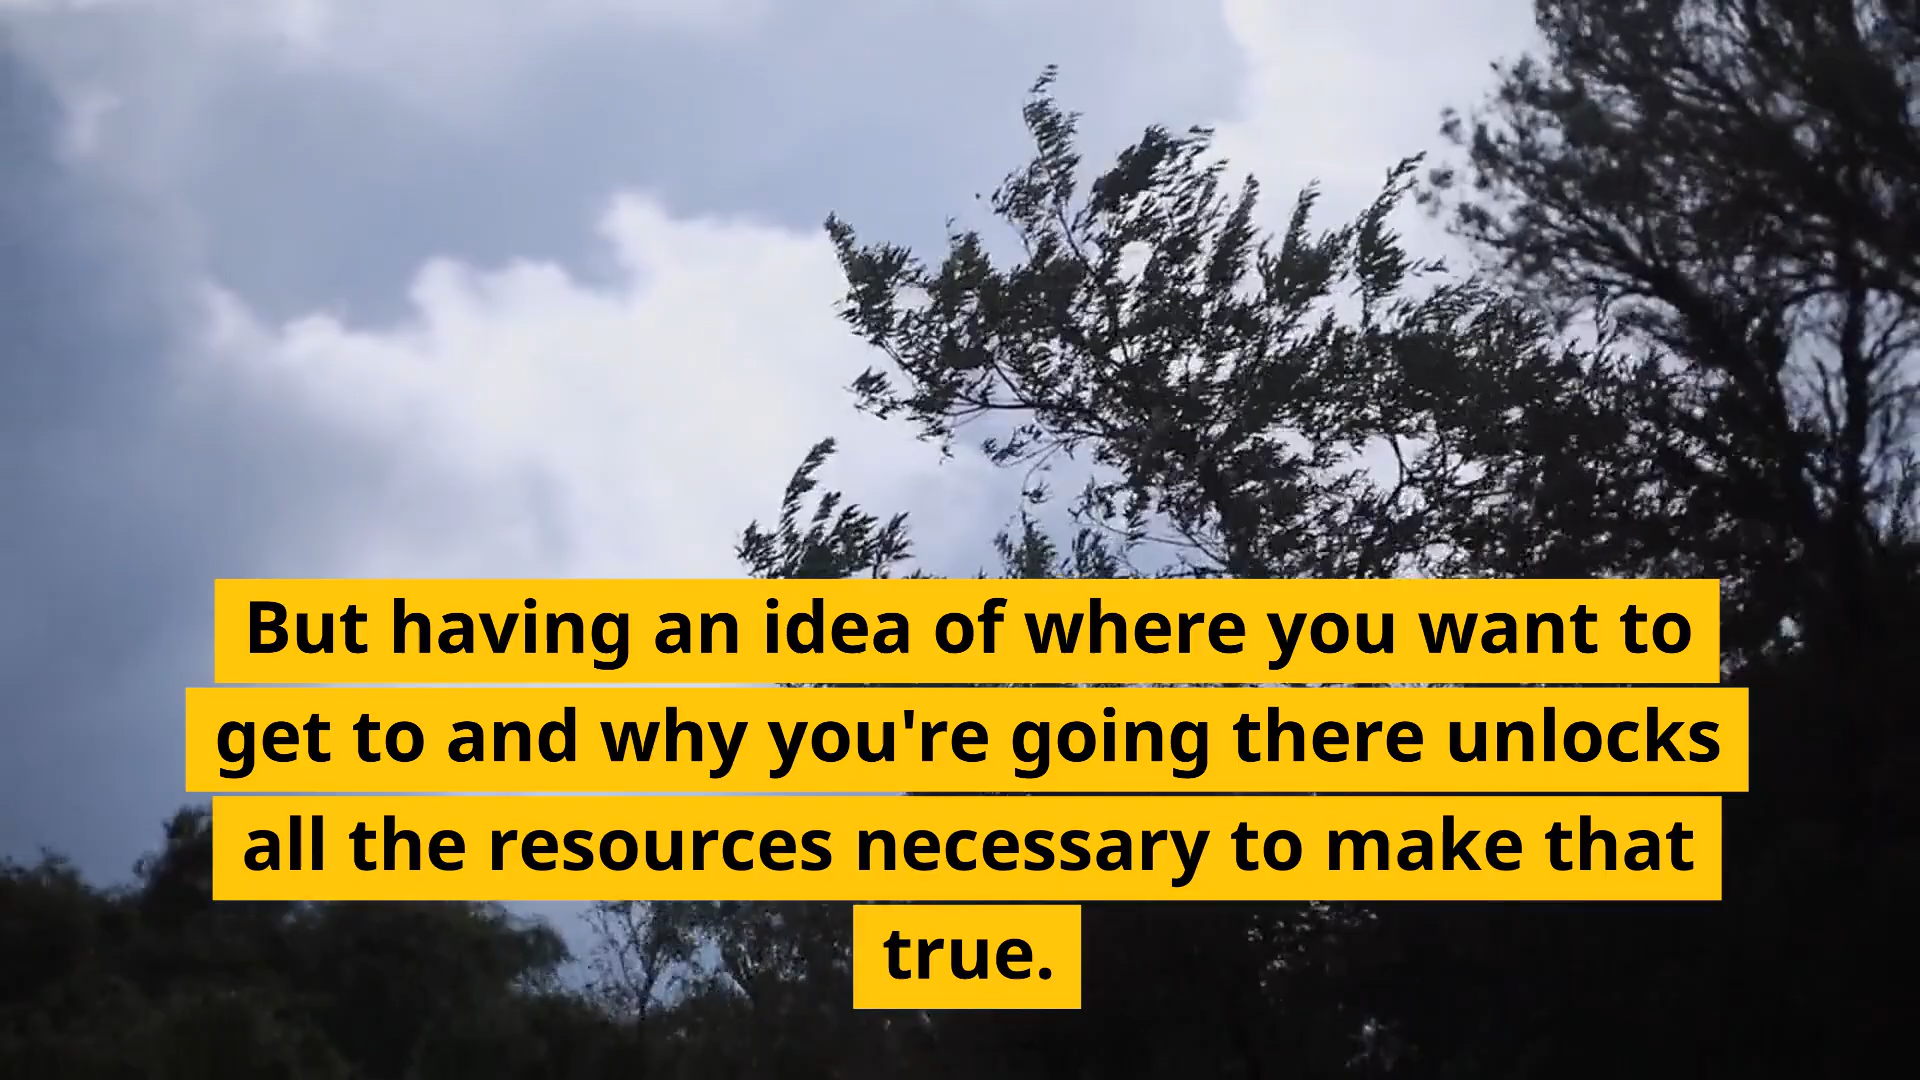 But having an idea of where you want to
get to and why you're going there unlocks
all the resources necessary to make that
true.